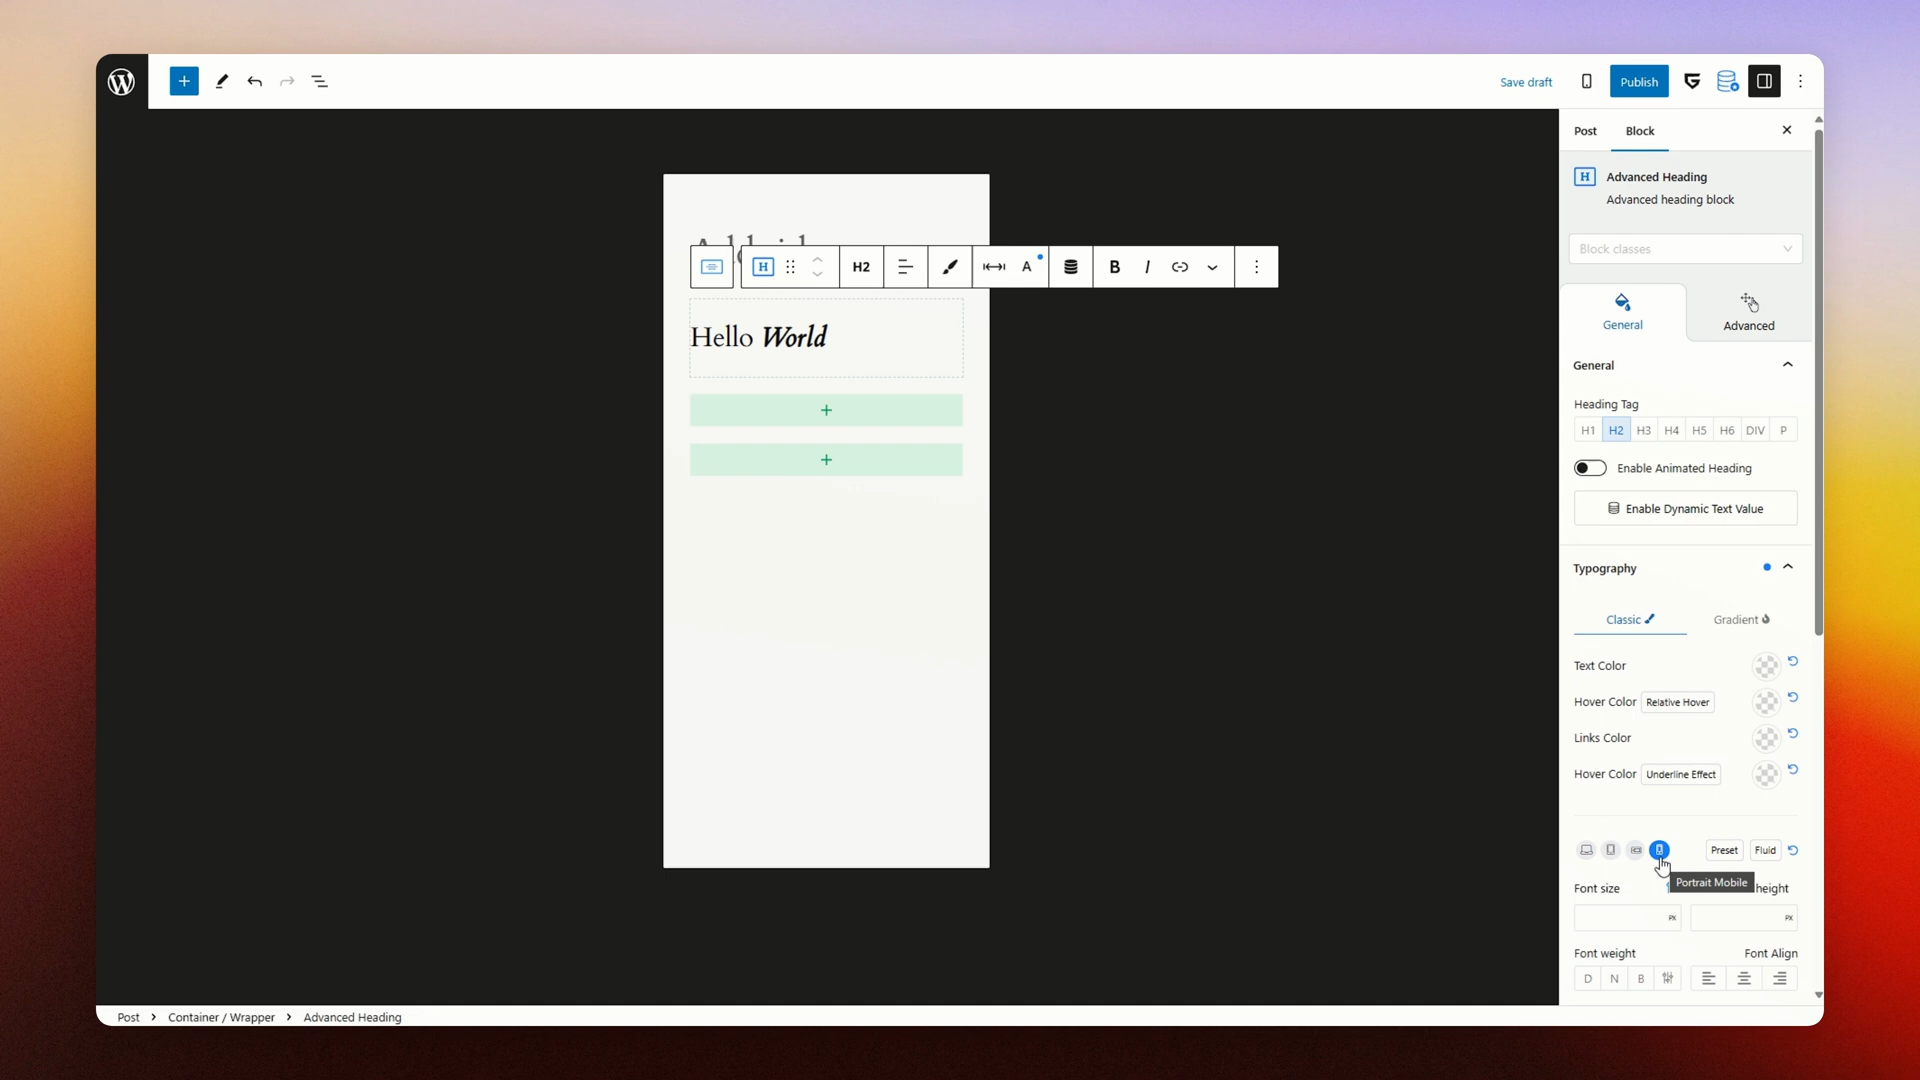 Save draft
Publish
Post
Block
Advanced Heading
Advanced heading block
Block classes
General
Advanced
General
Heading Tag
H1 H2 H3 H4 H5 H6 DIV P
Enable Animated Heading
Enable Dynamic Text Value
Typography
Classic
Gradient
Text Color
Hover Color Relative Hover
Links Color
Hover Color Underline Effect
Preset Fluid
Portrait Mobile
Font size height
PX PX
Font weight Font Align
D N B
H H2 A B I
Hello World
Post > Container / Wrapper > Advanced Heading